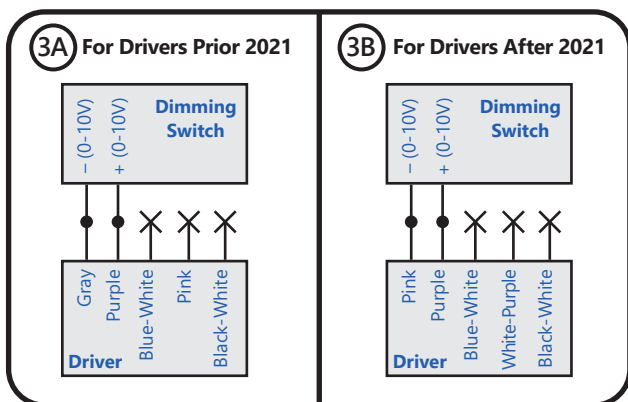 3A For Drivers Prior 2021
– (0-10V)
+ (0-10V)
Dimming
Switch
Gray
Purple
Blue-White
Pink
Black-White
Driver
3B For Drivers After 2021
– (0-10V)
+ (0-10V)
Dimming
Switch
Pink
Purple
Blue-White
White-Purple
Black-White
Driver